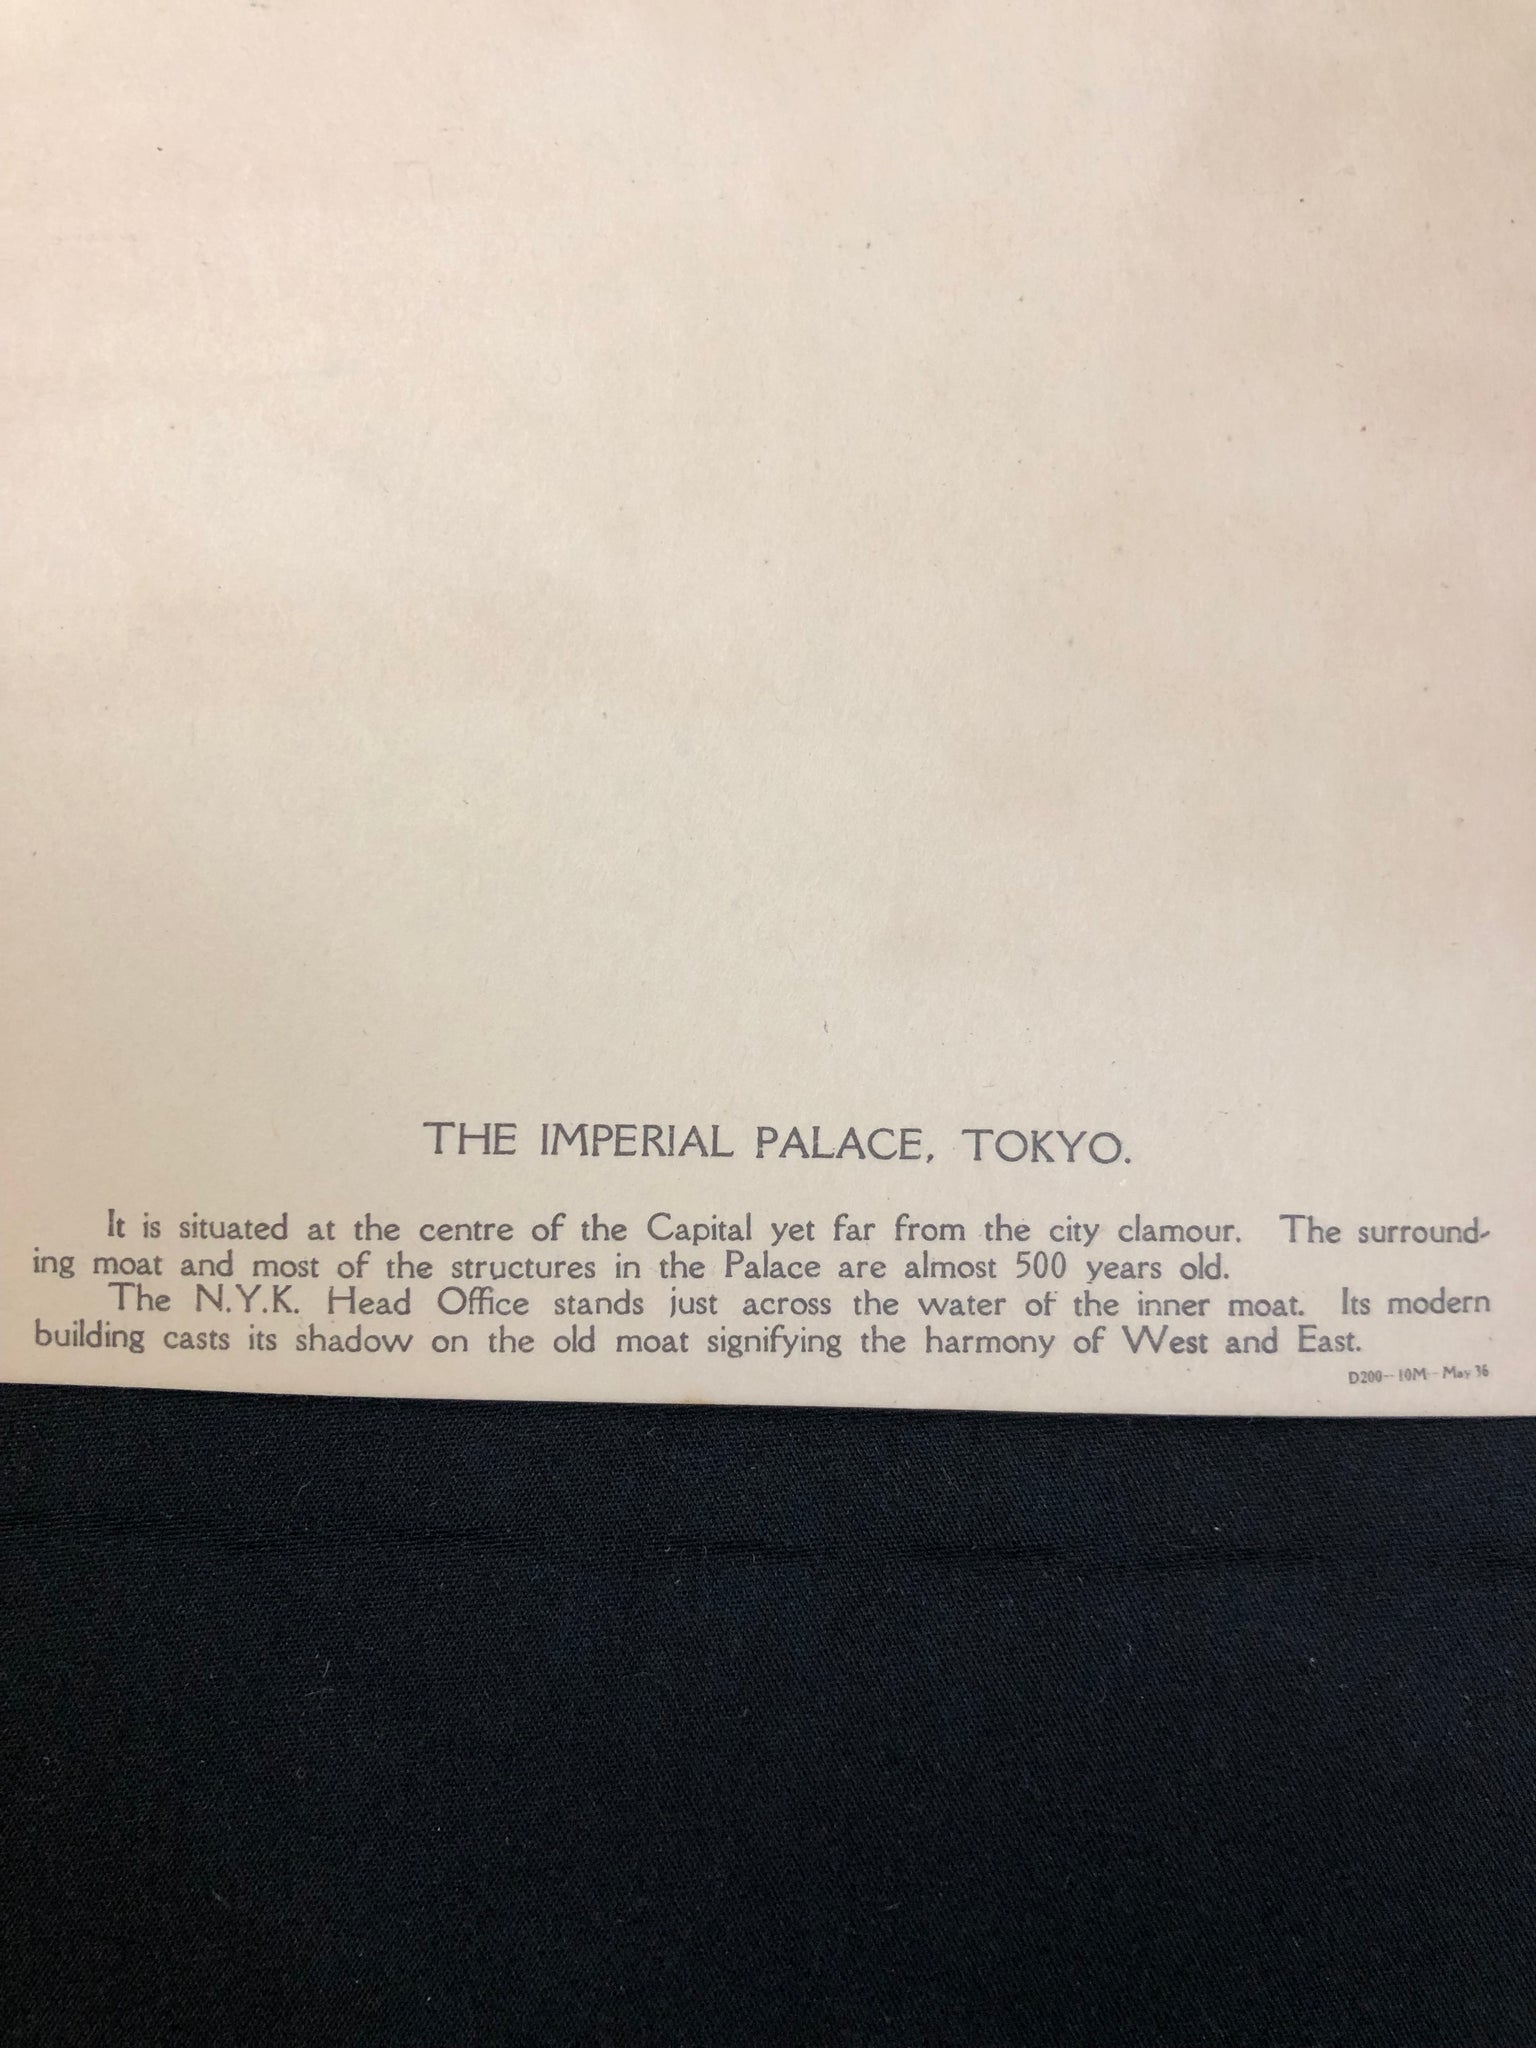 THE IMPERIAL PALACE, TOKYO.
It is situated at the centre of the Capital yet far from the city clamour. The surround-
ing moat and most of the structures in the Palace are almost 500 years old.
The N.Y.K. Head Office stands just across the water of the inner moat. Its modern
building casts its shadow on the old moat signifying the harmony of West and East.
D200--10M--May 36